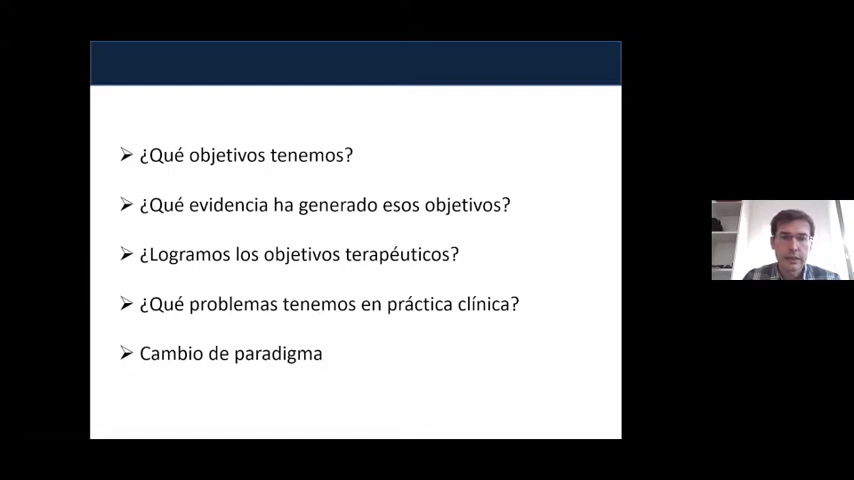 ¿Qué objetivos tenemos?
¿Qué evidencia ha generado esos objetivos?
¿Logramos los objetivos terapéuticos?
¿Qué problemas tenemos en práctica clínica?
Cambio de paradigma